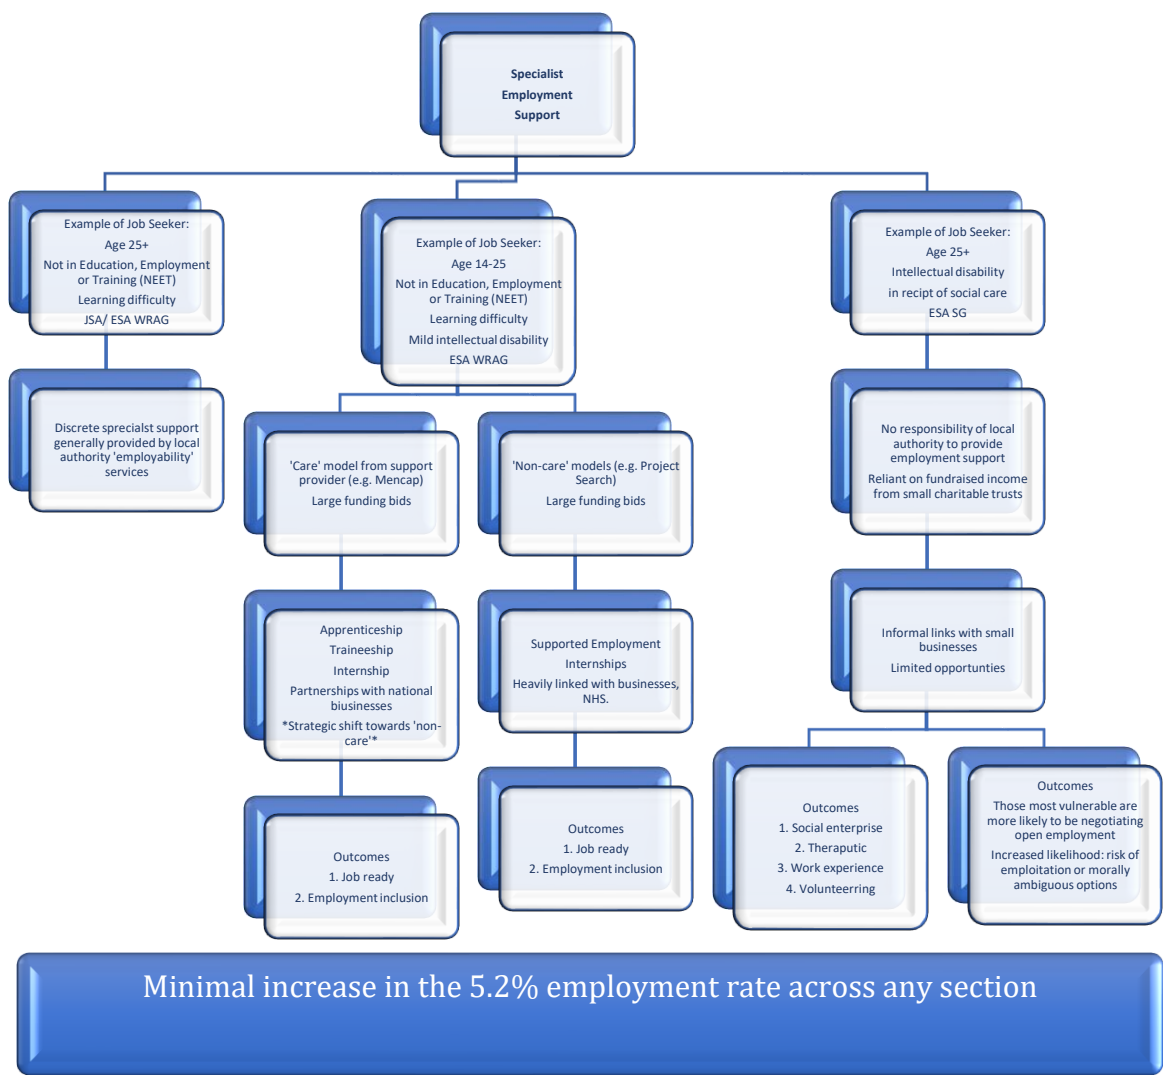 Specialist
Employment
Support
Example of Job Seeker:
Age 25+
Not in Education, Employment
or Training (NEET)
Learning difficulty
JSA/ ESA WRAG
Example of Job Seeker:
Age 14-25
Not in Education, Employment
or Training (NEET)
Learning difficulty
Mild intellectual disability
ESA WRAG
Example of Job Seeker:
Age 25+
Intellectual disability
in recipt of social care
ESA SG
Discrete specialst support
generally provided by local
authority 'employability'
services
'Care' model from support
provider (e.g. Mencap)
Large funding bids
'Non-care' models (e.g. Project
Search)
Large funding bids
No responsibility of local
authority to provide
employment support
Reliant on fundraised income
from small charitable trusts
Apprenticeship
Traineeship
Internship
Partnerships with national
biusinesses
*Strategic shift towards 'non-
care'*
Supported Employment
Internships
Heavily linked with businesses,
NHS.
Informal links with small
businesses
Limited opportunties
Outcomes
1. Job ready
2. Employment inclusion
Outcomes
1. Job ready
2. Employment inclusion
Outcomes
1. Social enterprise
2. Theraputic
3. Work experience
4. Volunteerring
Outcomes
Those most vulnerable are
more likely to be negotiating
open employment
Increased likelihood: risk of
emploitation or morally
ambiguous options
Minimal increase in the 5.2% employment rate across any section